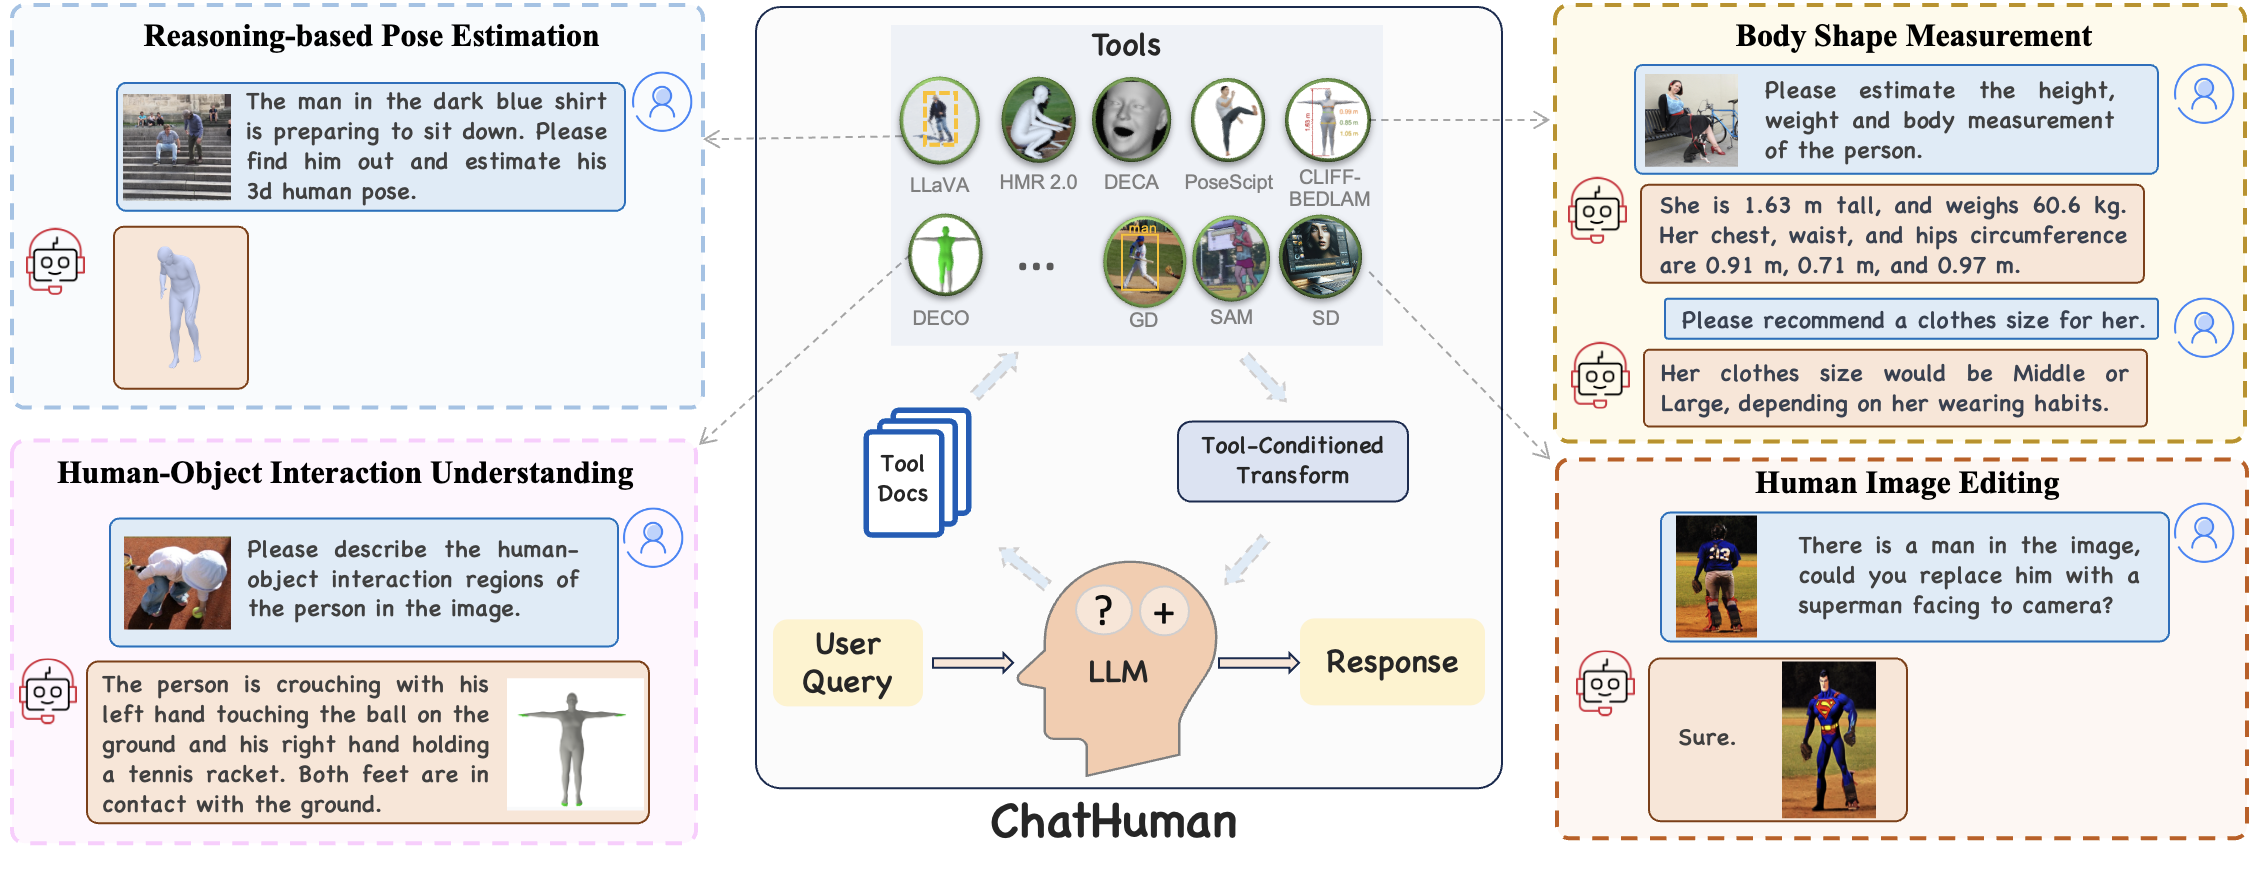 Reasoning-based Pose Estimation
The man in the dark blue shirt
is preparing to sit down. Please
find him out and estimate his
3d human pose.
Human-Object Interaction Understanding
Please describe the human-
object interaction regions of
the person in the image.
The person is crouching with his
left hand touching the ball on the
ground and his right hand holding
a tennis racket. Both feet are in
contact with the ground.
Tools
LLaVA
HMR 2.0
DECA
PoseScipt
CLIFF-
BEDLAM
1.63 m
0.99 m
0.85 m
1.05 m
DECO
...
man
GD
SAM
SD
Tool
Docs
Tool-Conditioned
Transform
? +
LLM
User
Query
Response
ChatHuman
Body Shape Measurement
Please estimate the height,
weight and body measurement
of the person.
She is 1.63 m tall, and weighs 60.6 kg.
Her chest, waist, and hips circumference
are 0.91 m, 0.71 m, and 0.97 m.
Please recommend a clothes size for her.
Her clothes size would be Middle or
Large, depending on her wearing habits.
Human Image Editing
33
There is a man in the image,
could you replace him with a
superman facing to camera?
Sure.
S